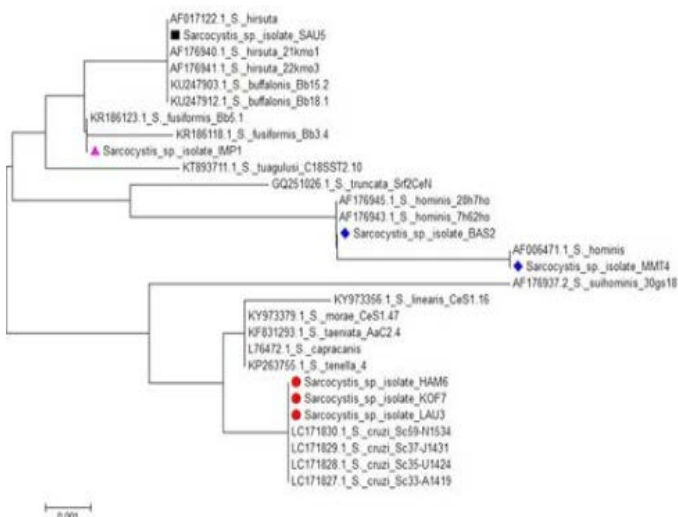 AF017122.1_S._hirsuta
Sarcocystis_sp._isolate_SAU5
AF176940.1_S._hirsuta_21kmo1
AF176941.1_S._hirsuta_22kmo3
KU247903.1_S._buffalonis_Bb15.2
KU247912.1_S._buffalonis_Bb18.1
KR186123.1_S._fusiformis_Bb5.1
KR186118.1_S._fusiformis_Bb3.4
Sarcocystis_sp._isolate_IMP1
KT893711.1_S._tuagulusi_C18SST2.10
GQ251026.1_S._truncata_Srf2CeN
AF176945.1_S._hominis_28h7ho
AF176943.1_S._hominis_7h62ho
Sarcocystis_sp._isolate_BAS2
AF006471.1_S._hominis
Sarcocystis_sp._isolate_MMT4
AF176937.2_S._suihominis_30gs18
KY973356.1_S._linearis_CeS1.16
KY973379.1_S._morae_CeS1.47
KF831293.1_S._taeniata_AaC2.4
L76472.1_S._capracanis
KP263755.1_S._tenella_4
Sarcocystis_sp._isolate_HAM6
Sarcocystis_sp._isolate_KOF7
Sarcocystis_sp._isolate_LAU3
LC171830.1_S._cruzi_Sc59-N1534
LC171829.1_S._cruzi_Sc37-J1431
LC171828.1_S._cruzi_Sc35-U1424
LC171827.1_S._cruzi_Sc33-A1419
0.001